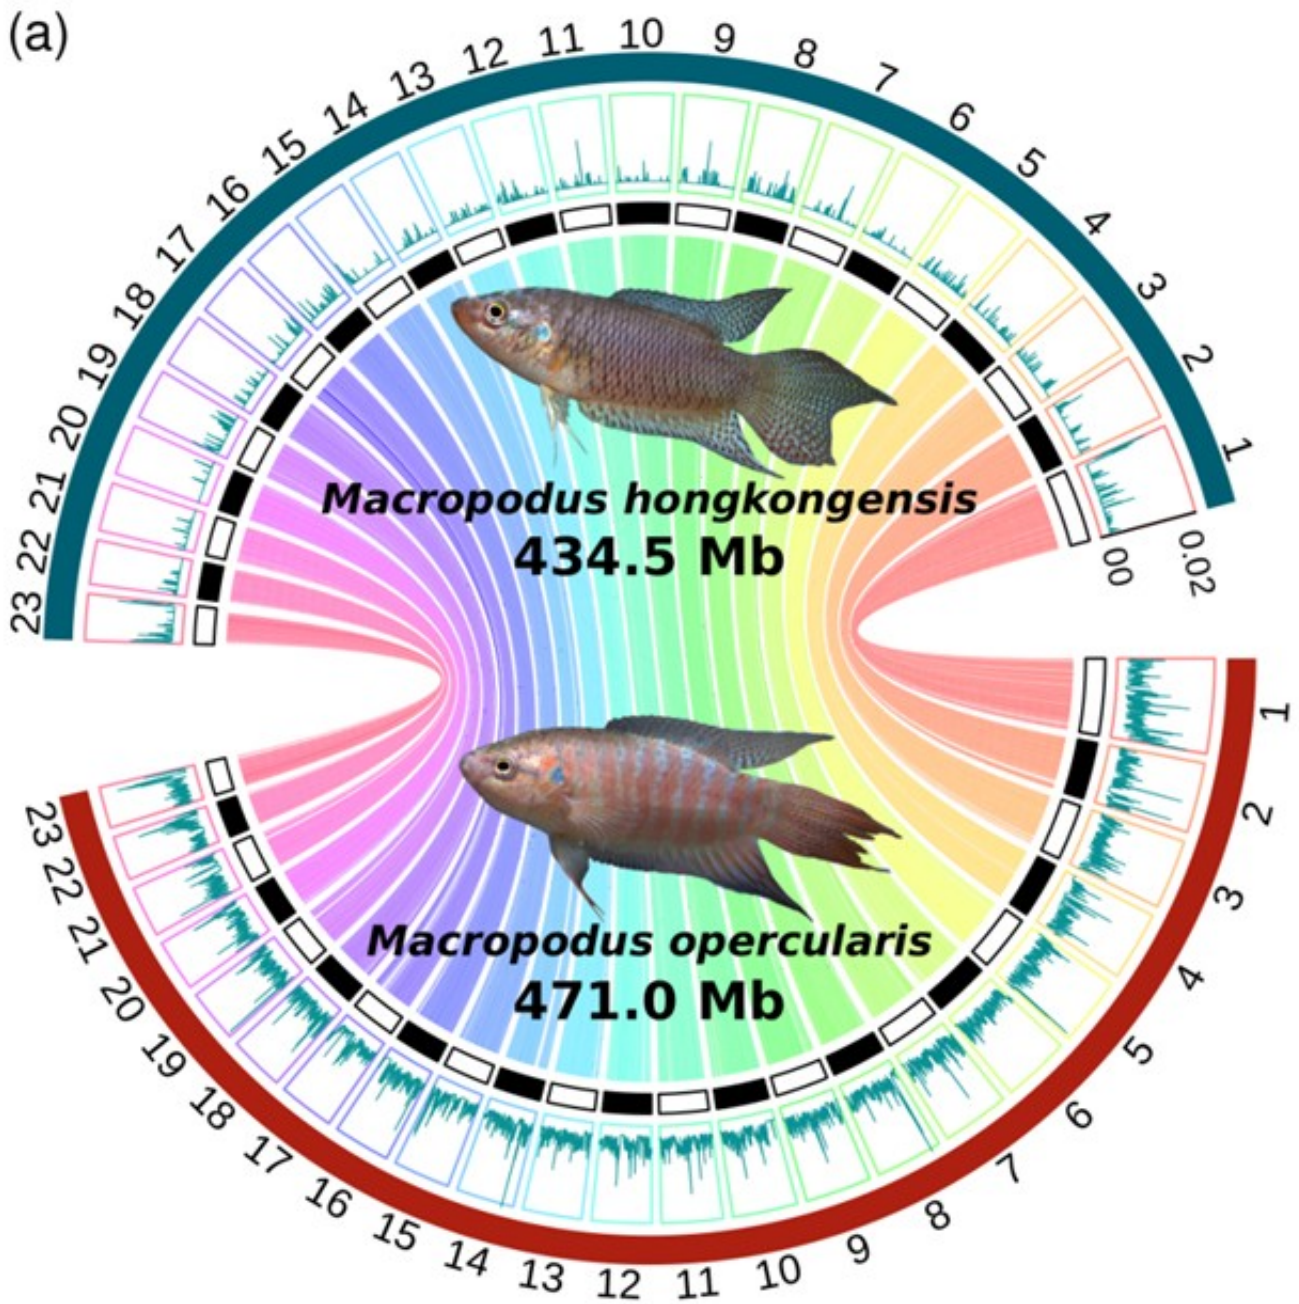 (a)
23 22 21 20 19 18 17 16 15 14 13 12 11 10 9 8 7 6 5 4 3 2 1
00 0.02
Macropodus hongkongensis
434.5 Mb
Macropodus opercularis
471.0 Mb
23 22 21 20 19 18 17 16 15 14 13 12 11 10 9 8 7 6 5 4 3 2 1